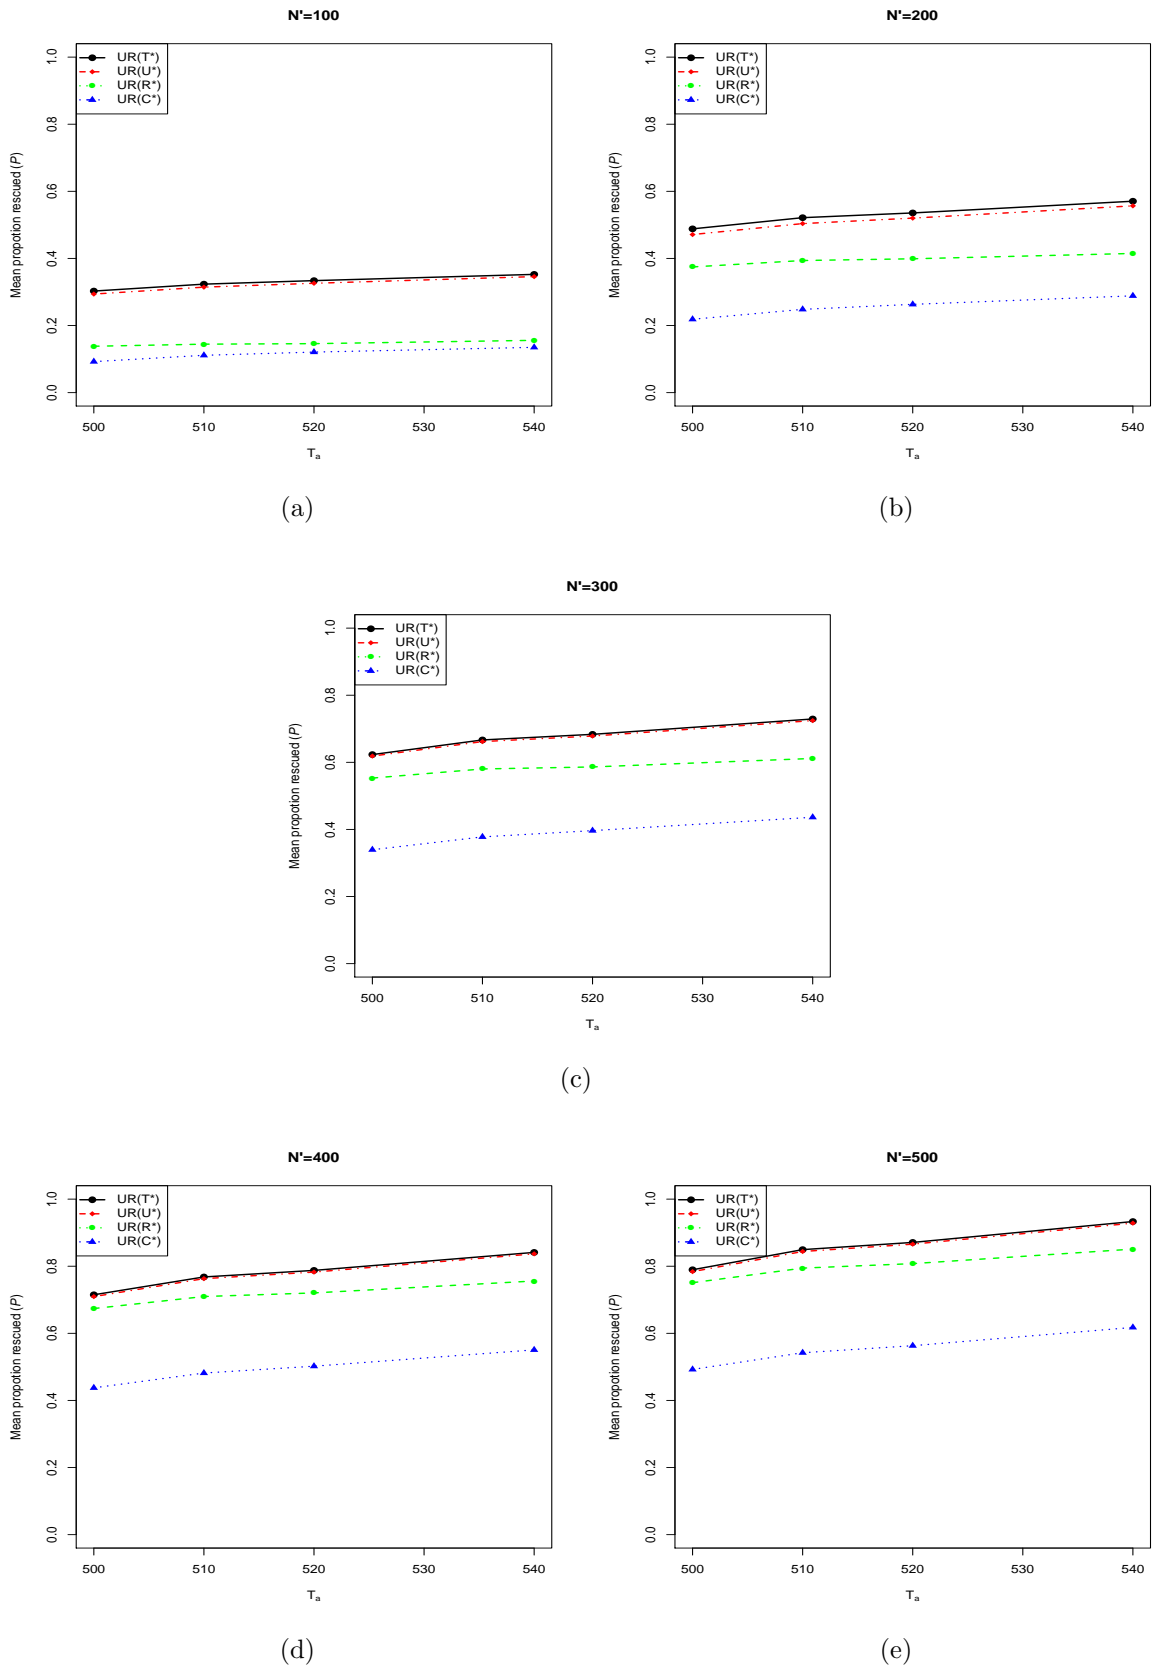 N'=100
UR(T*)
UR(U*)
UR(R*)
UR(C*)
Mean propotion rescued (P)
0.0 0.2 0.4 0.6 0.8 1.0
500 510 520 530 540
Ta
(a)
N'=200
UR(T*)
UR(U*)
UR(R*)
UR(C*)
Mean propotion rescued (P)
0.0 0.2 0.4 0.6 0.8 1.0
500 510 520 530 540
Ta
(b)
N'=300
UR(T*)
UR(U*)
UR(R*)
UR(C*)
Mean propotion rescued (P)
0.0 0.2 0.4 0.6 0.8 1.0
500 510 520 530 540
Ta
(c)
N'=400
UR(T*)
UR(U*)
UR(R*)
UR(C*)
Mean propotion rescued (P)
0.0 0.2 0.4 0.6 0.8 1.0
500 510 520 530 540
Ta
(d)
N'=500
UR(T*)
UR(U*)
UR(R*)
UR(C*)
Mean propotion rescued (P)
0.0 0.2 0.4 0.6 0.8 1.0
500 510 520 530 540
Ta
(e)